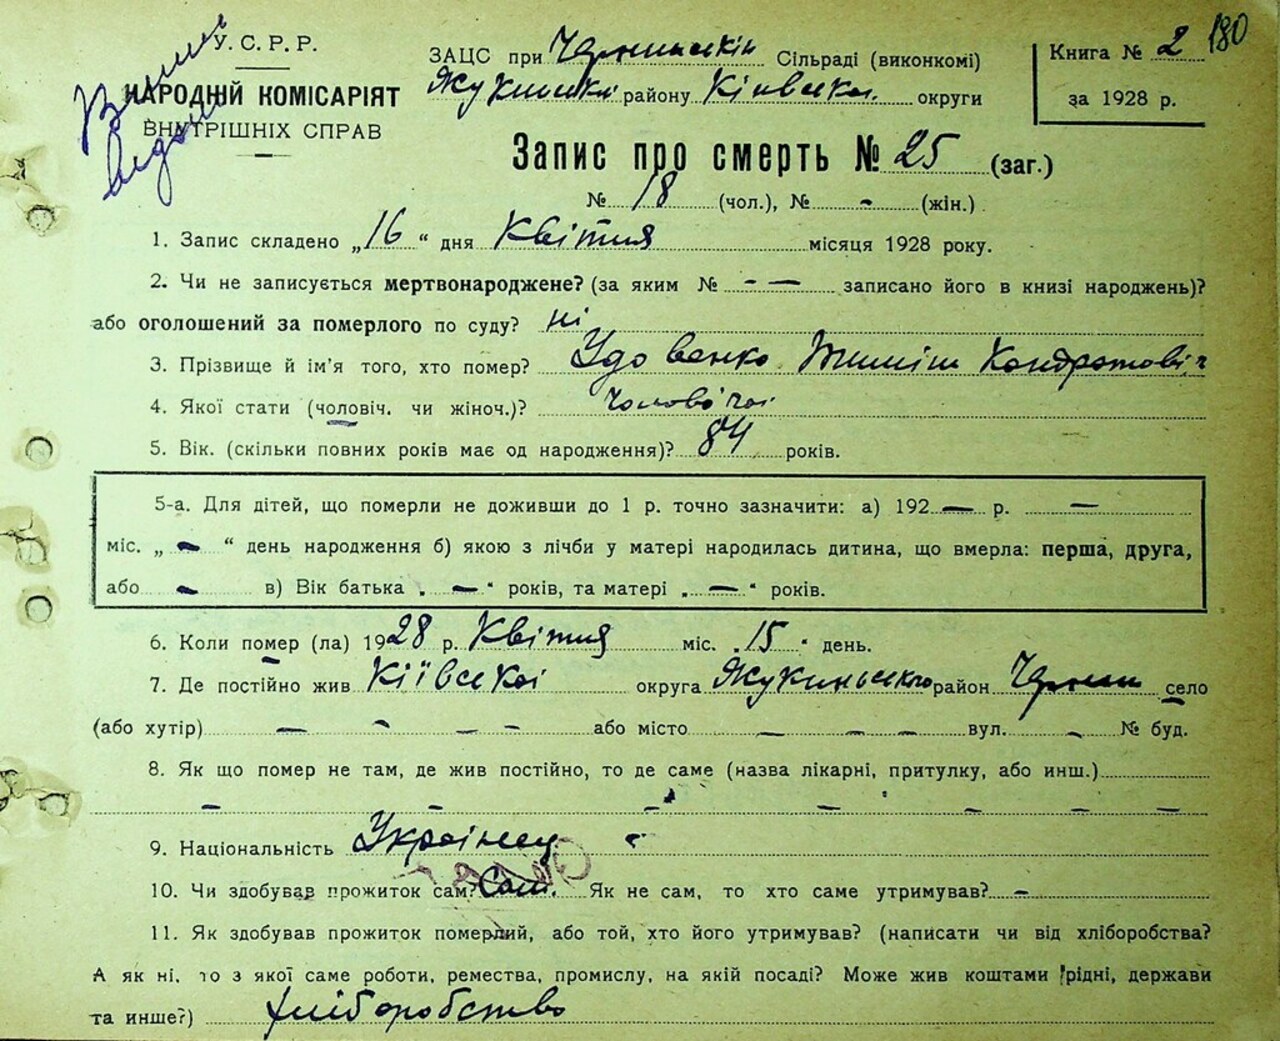 У. С. Р. Р.
НАРОДНІЙ КОМІСАРІЯТ
ВНУТРІШНІХ СПРАВ
ЗАЦС при Сільраді (виконкомі)
району Київської округи
Книга № 2 180
за 1928 р.
Запис про смерть № 25 (заг.)
№ 18 (чол.), № - (жін.)
1. Запис складено „16“ дня Квітня місяця 1928 року.
2. Чи не записується мертвонароджене? (за яким № - — записано його в книзі народжень)?
або оголошений за померлого по суду? ні
3. Прізвище й ім'я того, хто помер? Удовенко Тиміш Кондратович
4. Якої стати (чоловіч. чи жіноч.)? чоловічої
5. Вік. (скільки повних років має од народження)? 84 років.
5-а. Для дітей, що померли не доживши до 1 р. точно зазначити: а) 192 — р. —
міс. „ — “ день народження б) якою з лічби у матері народилась дитина, що вмерла: перша, друга,
або — в) Вік батька „ — “ років, та матері „ — “ років.
6. Коли помер (ла) 1928 р. Квітня міс. „15“ день.
7. Де постійно жив Київської округа Жукинського район село
(або хутір) — - — - або місто — — — вул. - № буд.
8. Як що помер не там, де жив постійно, то де саме (назва лікарні, притулку, або инш.)
— — — — — — —
9. Національність Українец
10. Чи здобував прожиток сам? Сам. Як не сам, то хто саме утримував? —
11. Як здобував прожиток померлий, або той, хто його утримував? (написати чи від хліборобства?
А як ні, то з якої саме роботи, ремества, промислу, на якій посаді? Може жив коштами рідні, держави
та инше?) хліборобство